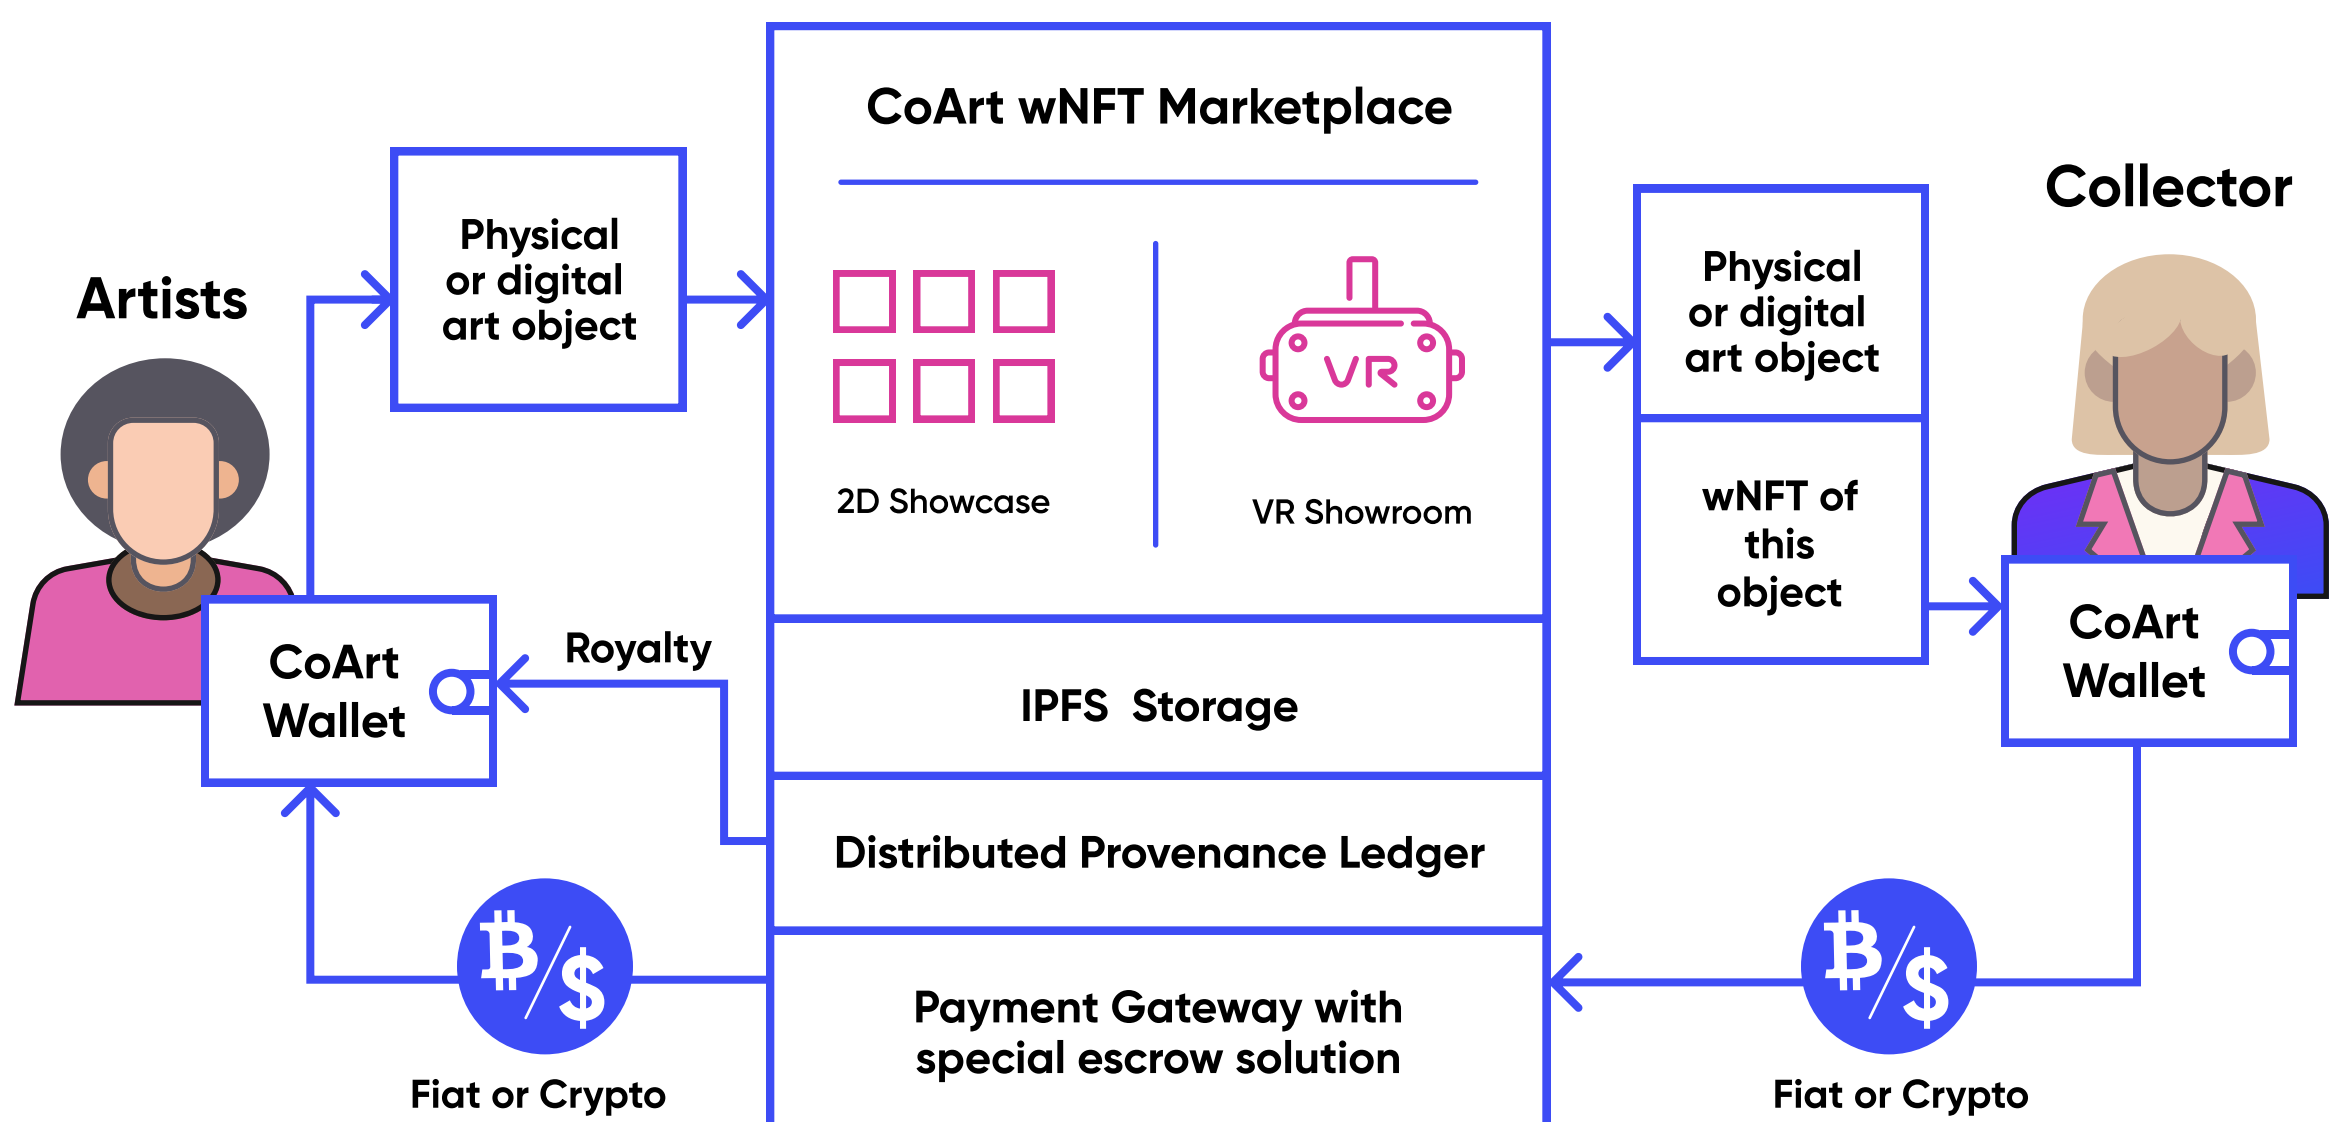 Artists
CoArt
Wallet
Physical
or digital
art object
Royalty
₿/$
Fiat or Crypto
CoArt wNFT Marketplace
2D Showcase
VR
VR Showroom
IPFS Storage
Distributed Provenance Ledger
Payment Gateway with
special escrow solution
Physical
or digital
art object
wNFT of
this
object
Collector
CoArt
Wallet
₿/$
Fiat or Crypto